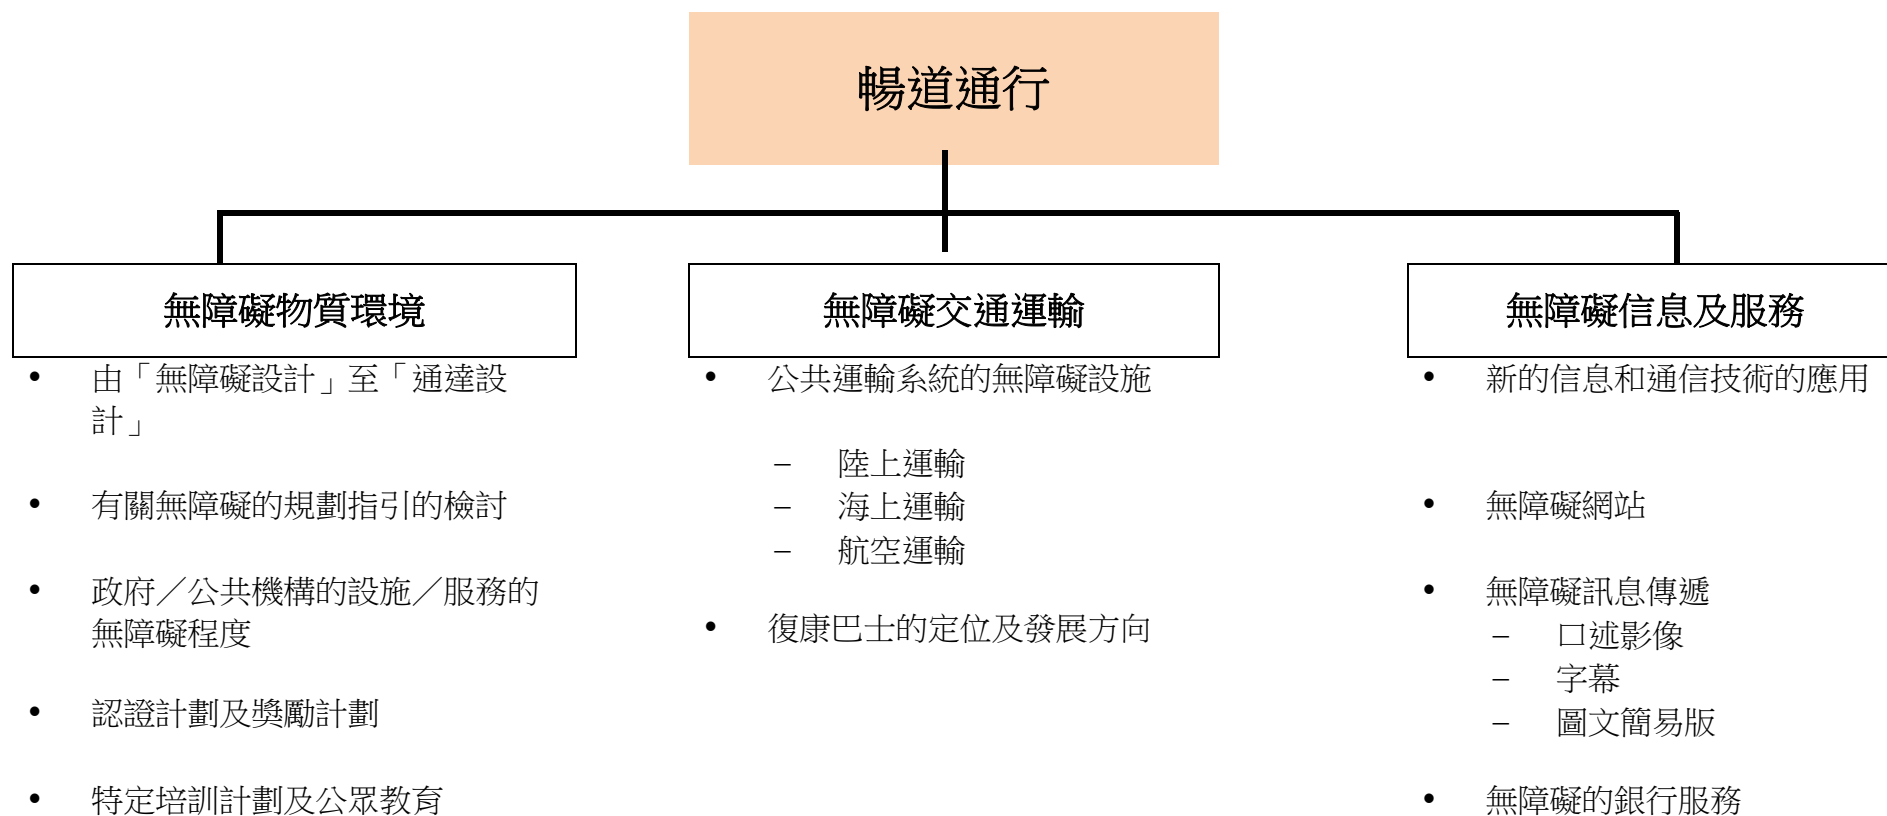 暢道通行
無障礙物質環境
• 由「無障礙設計」至「通達設
計」
• 有關無障礙的規劃指引的檢討
• 政府／公共機構的設施／服務的
無障礙程度
• 認證計劃及獎勵計劃
• 特定培訓計劃及公眾教育
無障礙交通運輸
• 公共運輸系統的無障礙設施
– 陸上運輸
– 海上運輸
– 航空運輸
• 復康巴士的定位及發展方向
無障礙信息及服務
• 新的信息和通信技術的應用
• 無障礙網站
• 無障礙訊息傳遞
– 口述影像
– 字幕
– 圖文簡易版
• 無障礙的銀行服務